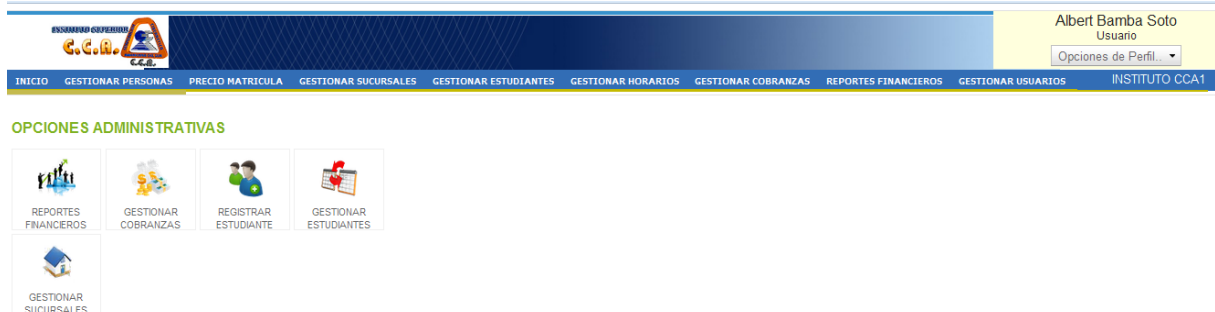 INSTITUTO SUPERIOR
C.C.A.
C.C.A.
Albert Bamba Soto
Usuario
Opciones de Perfil..
INICIO GESTIONAR PERSONAS PRECIO MATRICULA GESTIONAR SUCURSALES GESTIONAR ESTUDIANTES GESTIONAR HORARIOS GESTIONAR COBRANZAS REPORTES FINANCIEROS GESTIONAR USUARIOS INSTITUTO CCA1
OPCIONES ADMINISTRATIVAS
REPORTES FINANCIEROS
GESTIONAR COBRANZAS
REGISTRAR ESTUDIANTE
GESTIONAR ESTUDIANTES
GESTIONAR SUCURSALES